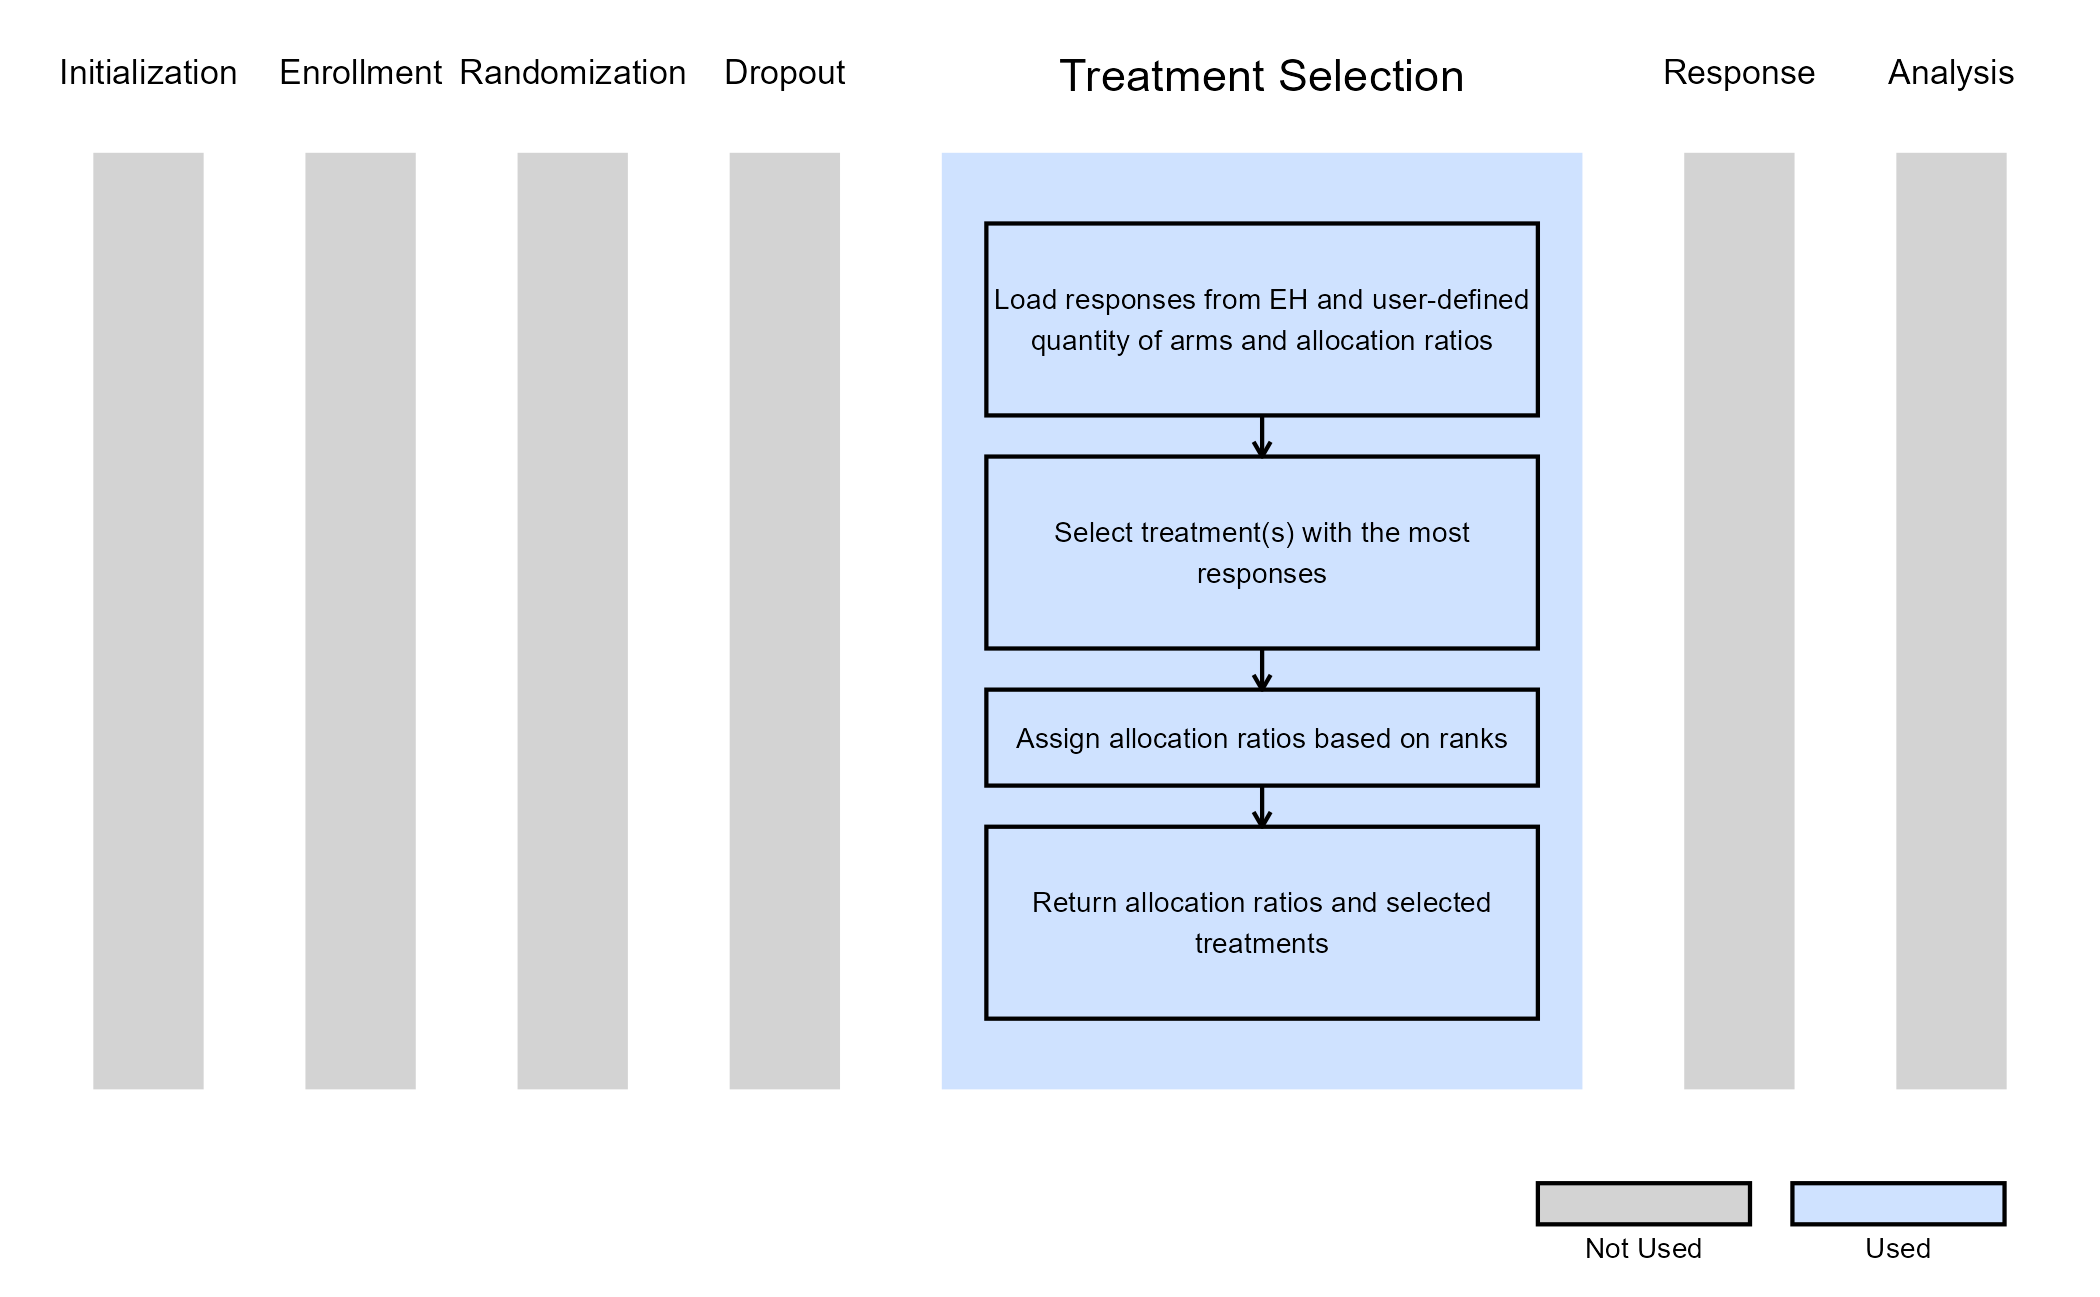 Initialization
Enrollment
Randomization
Dropout
Treatment Selection
Response
Analysis
Load responses from EH and user-defined
quantity of arms and allocation ratios
Select treatment(s) with the most
responses
Assign allocation ratios based on ranks
Return allocation ratios and selected
treatments
Not Used
Used